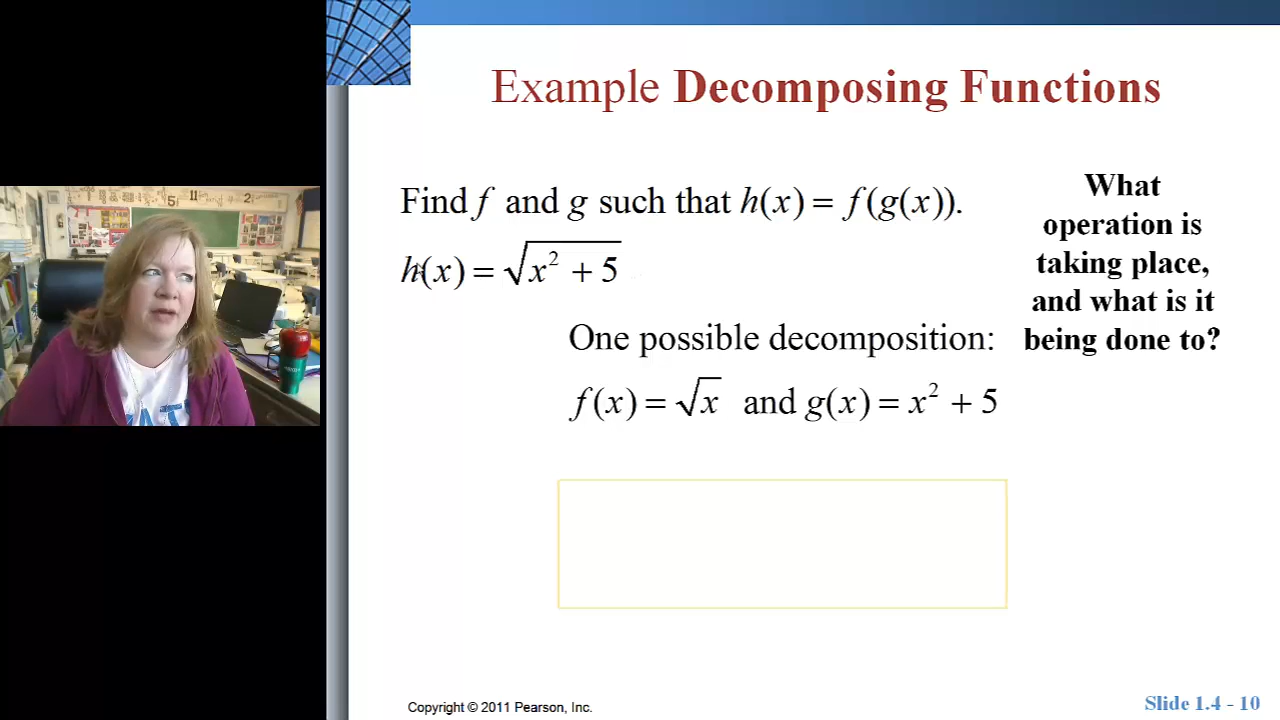 Example Decomposing Functions
Find f and g such that h(x) = f(g(x)).
h(x) = √(x² + 5)
What
operation is
taking place,
and what is it
being done to?
One possible decomposition:
f(x) = √x and g(x) = x² + 5
Copyright © 2011 Pearson, Inc.
Slide 1.4 - 10